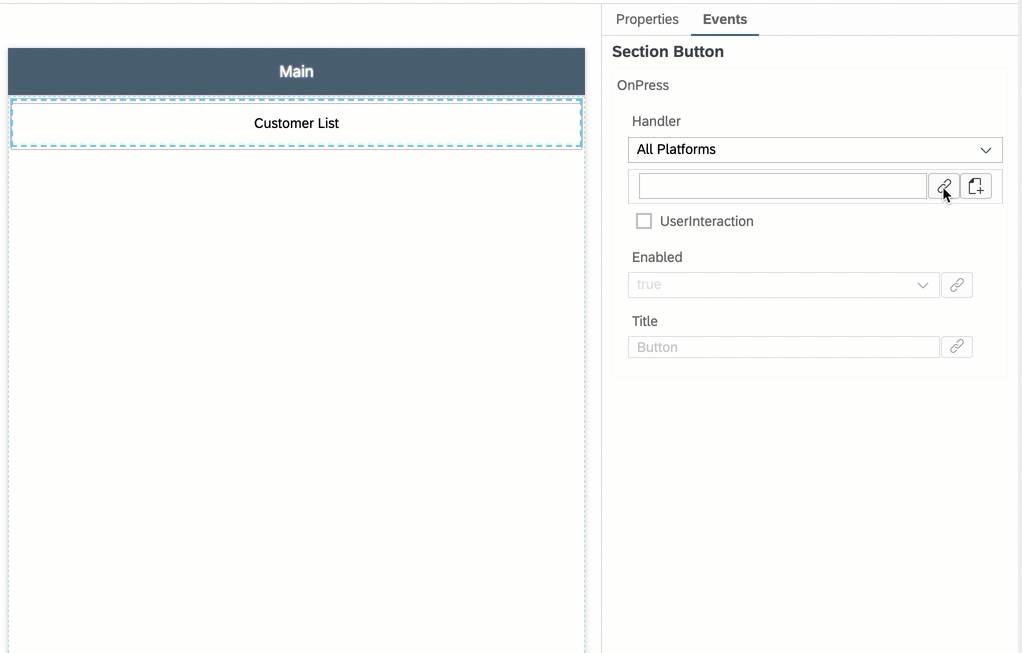 Properties
Events
Section Button
Main
OnPress
Customer List
Handler
All Platforms
UserInteraction
Enabled
true
Title
Button